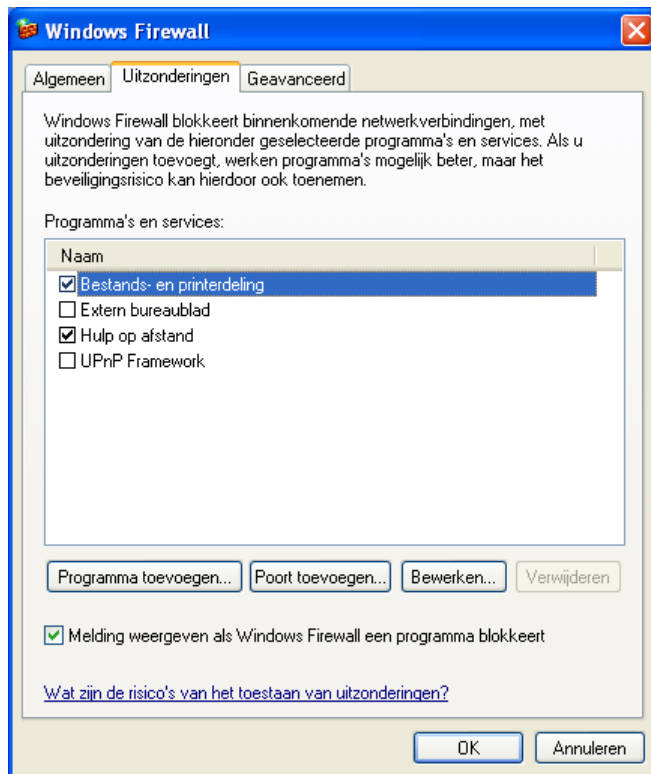 Windows Firewall
Algemeen Uitzonderingen Geavanceerd
Windows Firewall blokkeert binnenkomende netwerkverbindingen, met
uitzondering van de hieronder geselecteerde programma's en services. Als u
uitzonderingen toevoegt, werken programma's mogelijk beter, maar het
beveiligingsrisico kan hierdoor ook toenemen.
Programma's en services:
Naam
Bestands- en printerdeling
Extern bureaublad
Hulp op afstand
UPnP Framework
Programma toevoegen... Poort toevoegen... Bewerken... Verwijderen
Melding weergeven als Windows Firewall een programma blokkeert
Wat zijn de risico's van het toestaan van uitzonderingen?
OK Annuleren